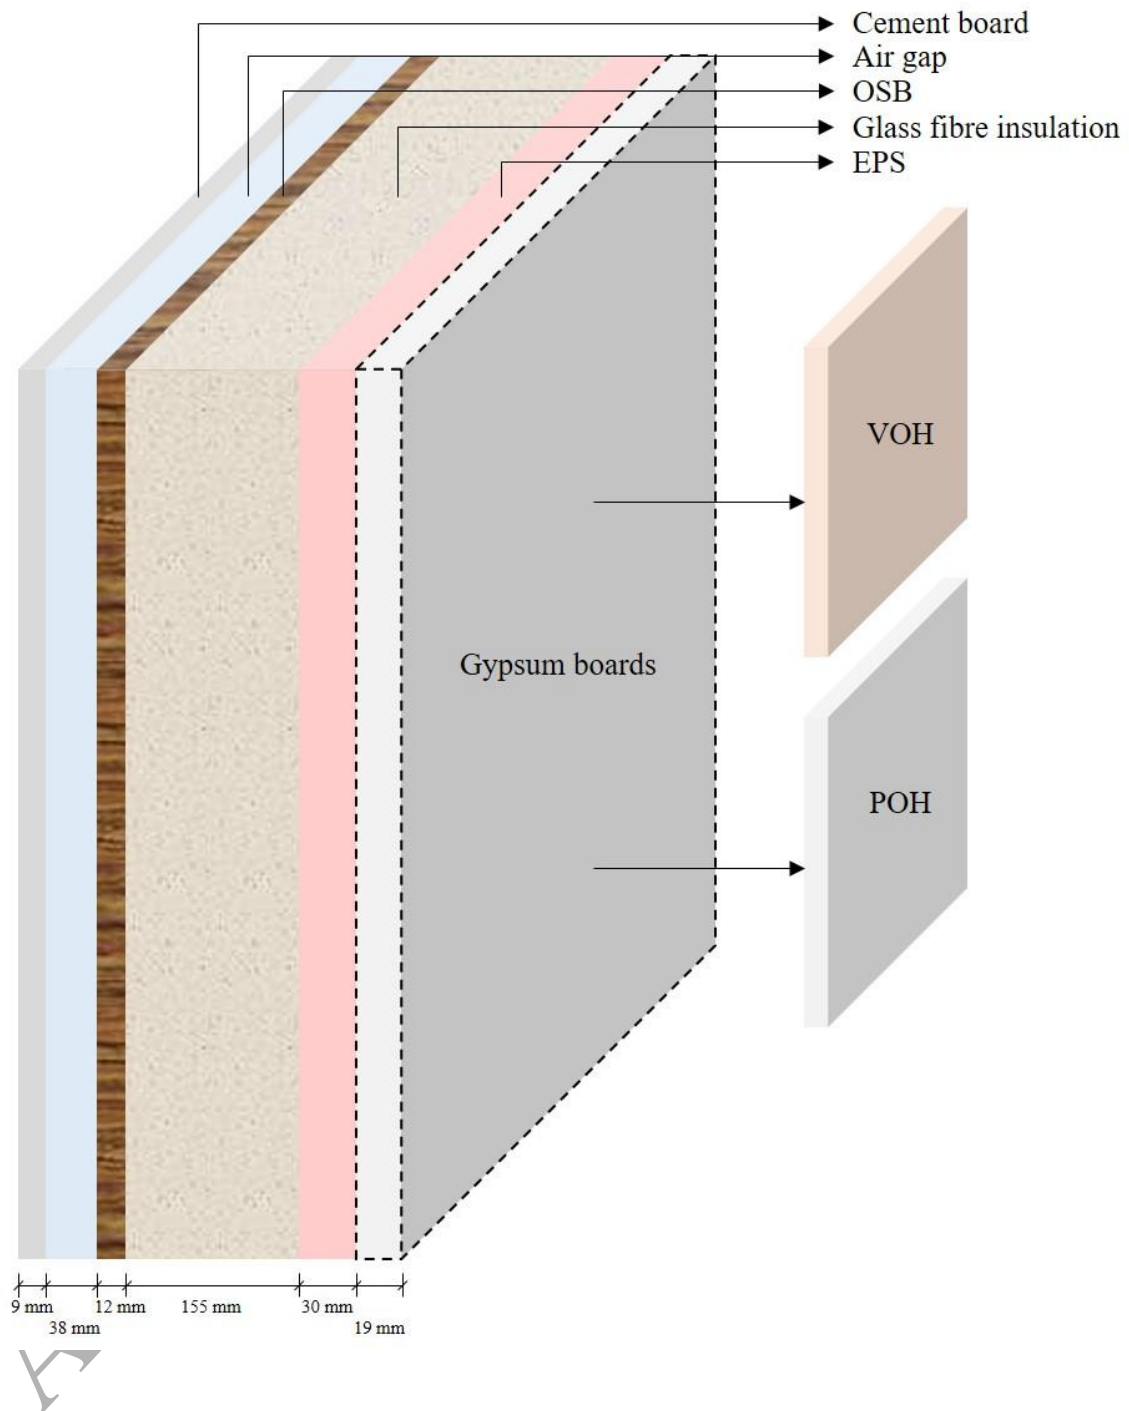 Cement board
Air gap
OSB
Glass fibre insulation
EPS
VOH
Gypsum boards
POH
9 mm
12 mm
155 mm
30 mm
38 mm
19 mm
A